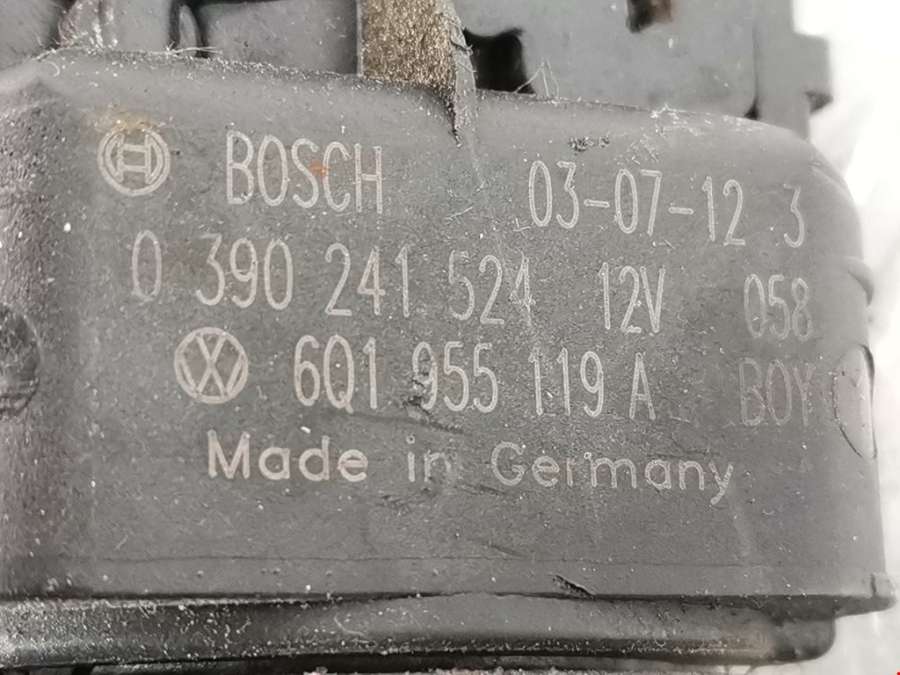 BOSCH 03-07-12 3
0 390 241 524 12V 058
6Q1 955 119 A BOY
Made in Germany